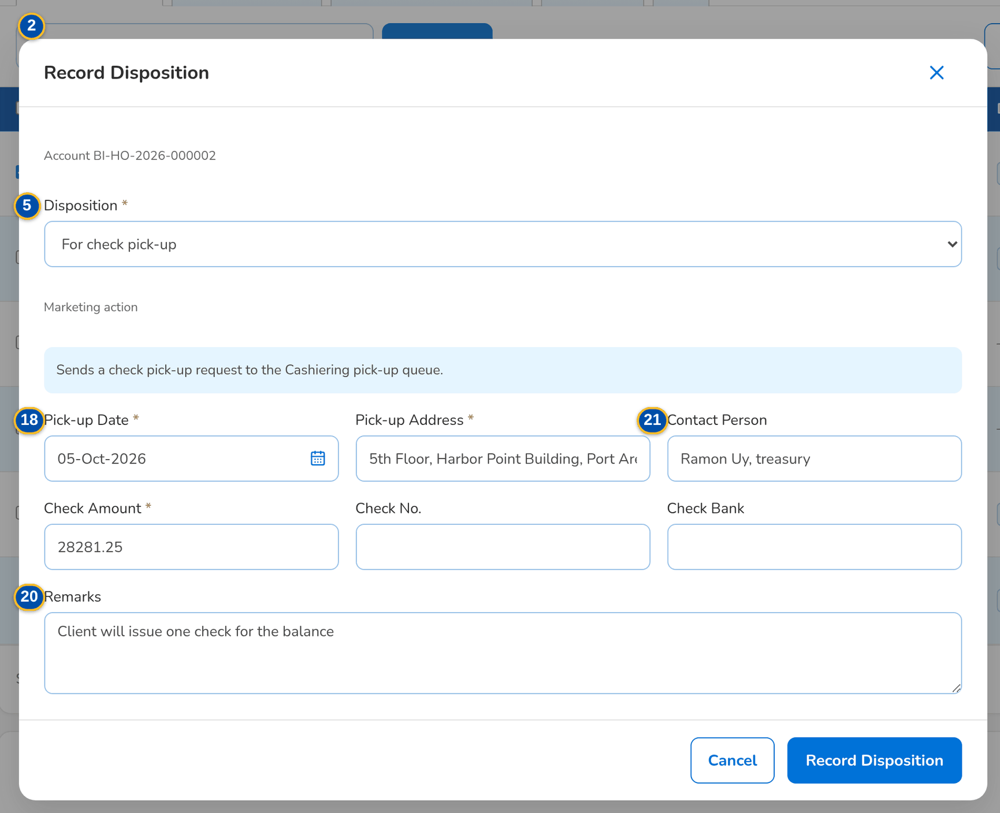 2
Record Disposition
Account BI-HO-2026-000002
5 Disposition *
For check pick-up
Marketing action
Sends a check pick-up request to the Cashiering pick-up queue.
18 Pick-up Date * Pick-up Address * 21 Contact Person
05-Oct-2026 5th Floor, Harbor Point Building, Port Are Ramon Uy, treasury
Check Amount * Check No. Check Bank
28281.25
20 Remarks
Client will issue one check for the balance
Cancel Record Disposition